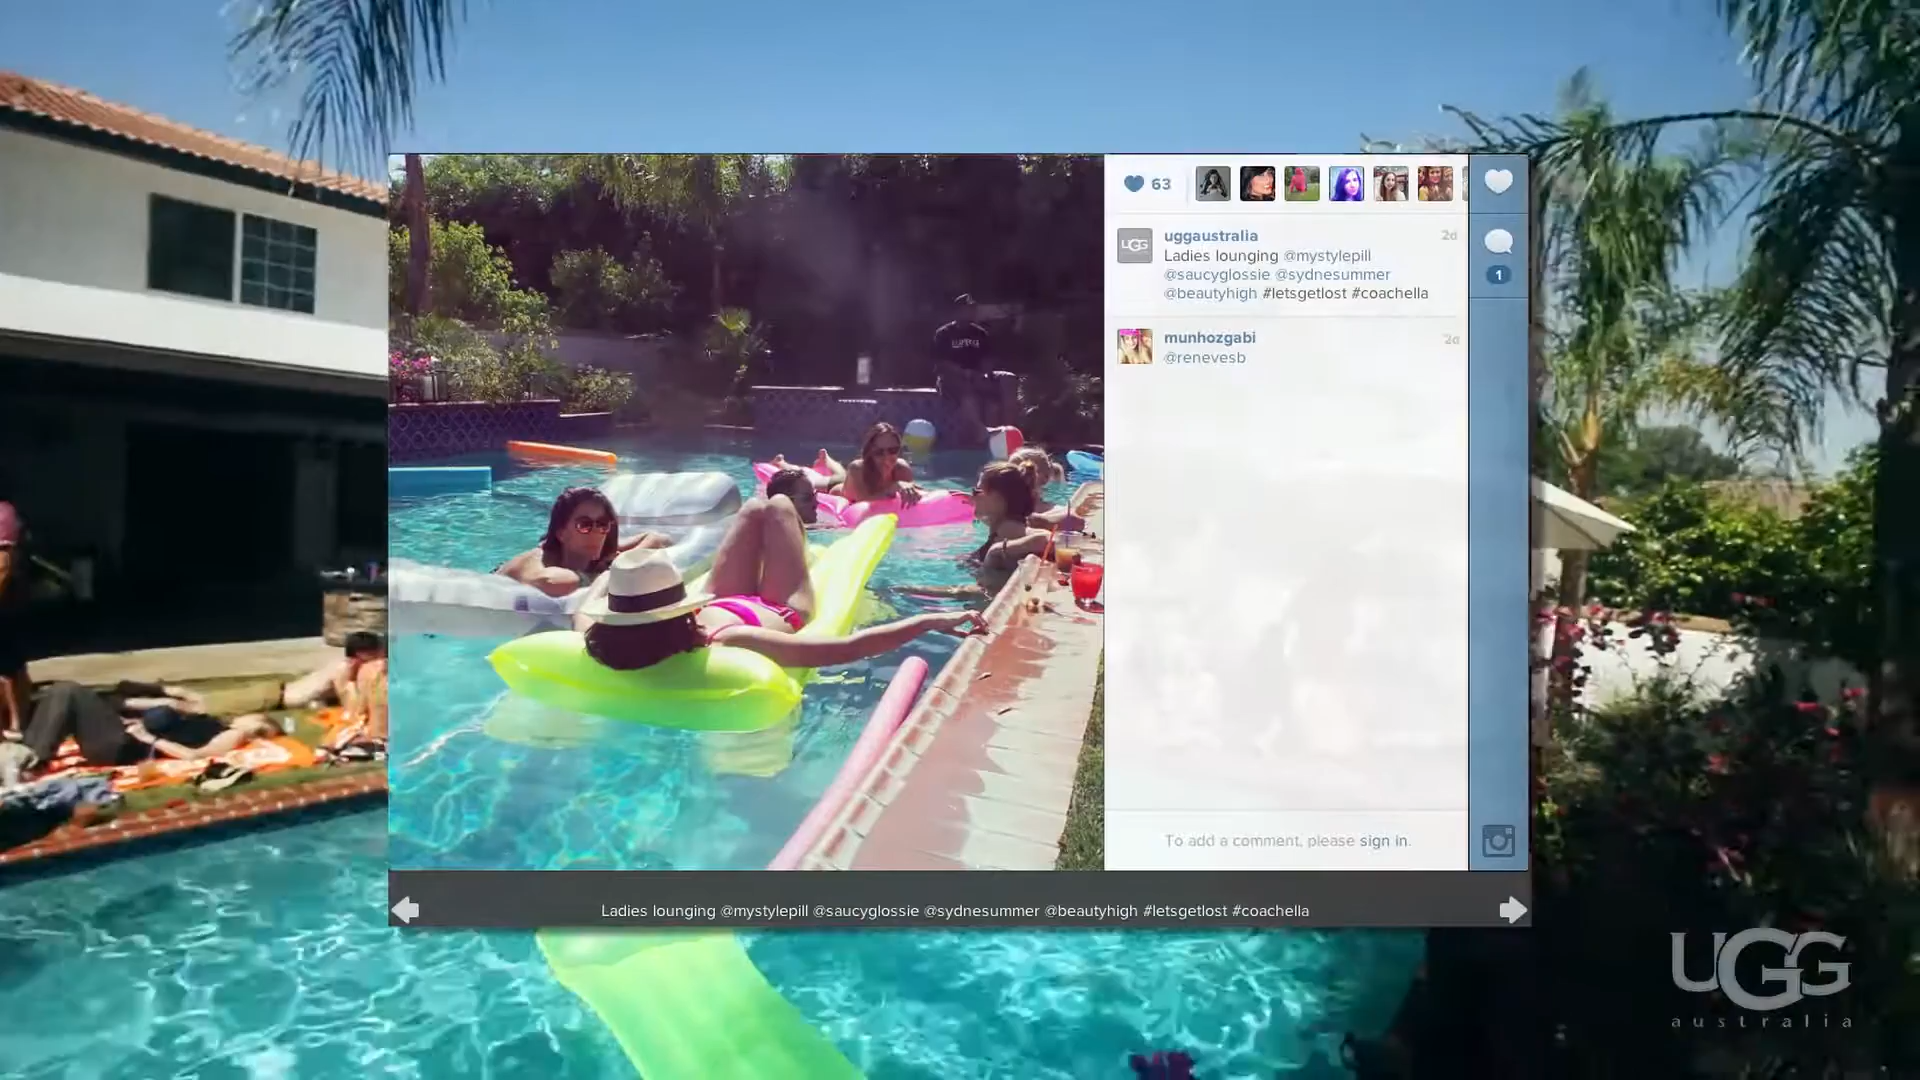 63
UGG
uggaustralia 2d
Ladies lounging @mystylepill
@saucyglossie @sydnesummer
@beautyhigh #letsgetlost #coachella
1
munhozgabi 2d
@renevesb
To add a comment, please sign in.
Ladies lounging @mystylepill @saucyglossie @sydnesummer @beautyhigh #letsgetlost #coachella
UGG
australia